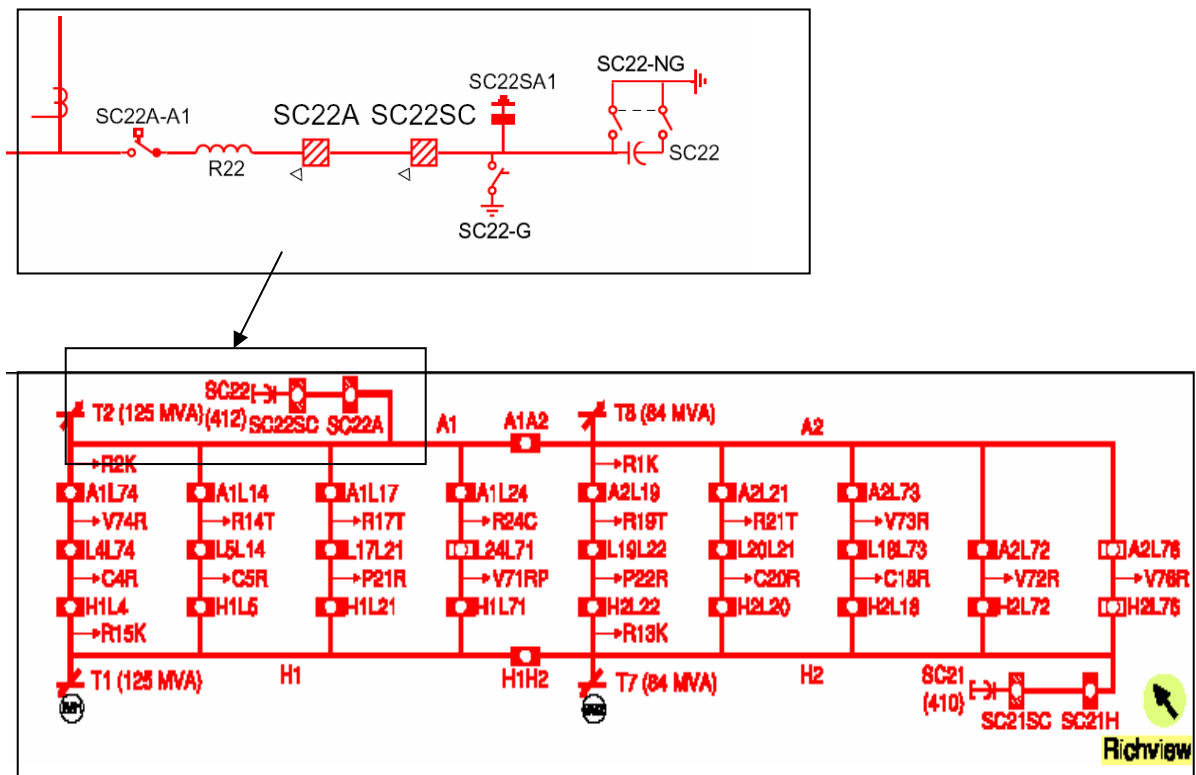 SC22-NG
SC22SA1
SC22A-A1
SC22A SC22SC
SC22
R22
SC22-G
SC22
T2 (125 MVA)
(412)
SC22SC SC22A
A1
A1A2
T8 (84 MVA)
A2
R2K
R1K
A1L74 A1L14 A1L17 A1L24 A2L19 A2L21 A2L73
V74R R14T R17T R24C R19T R21T V73R
L4L74 L5L14 L17L21 L24L71 L19L22 L20L21 L18L73 A2L72 A2L76
C4R C5R P21R V71RP P22R C20R C18R V72R V76R
H1L4 H1L5 H1L21 H1L71 H2L22 H2L20 H2L18 H2L72 H2L76
R15K
R13K
T1 (125 MVA)
H1
H1H2
T7 (84 MVA)
H2
SC21
(410)
SC21SC SC21H
Richview